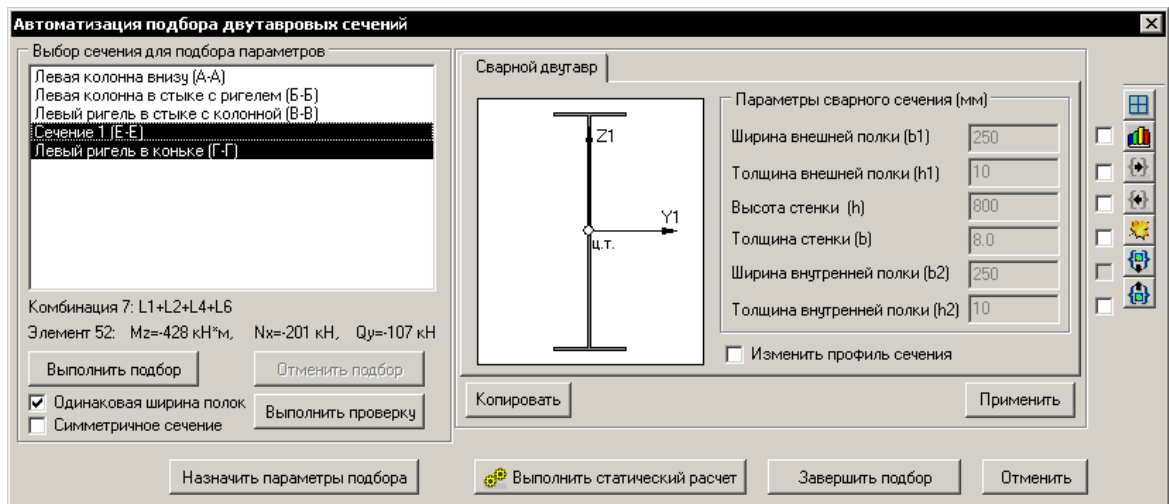 Автоматизация подбора двутавровых сечений
Выбор сечения для подбора параметров
Левая колонна внизу (А-А)
Левая колонна в стыке с ригелем (Б-Б)
Левый ригель в стыке с колонной (В-В)
Сечение 1 (Е-Е)
Левый ригель в коньке (Г-Г)
Комбинация 7: L1+L2+L4+L6
Элемент 52: Mz=-428 кН*м, Nx=-201 кН, Qy=-107 кН
Выполнить подбор
Отменить подбор
Одинаковая ширина полок
Симметричное сечение
Выполнить проверку
Сварной двутавр
Z1
Y1
ц.т.
Параметры сварного сечения (мм)
Ширина внешней полки (b1) 250
Толщина внешней полки (h1) 10
Высота стенки (h) 800
Толщина стенки (b) 8.0
Ширина внутренней полки (b2) 250
Толщина внутренней полки (h2) 10
Изменить профиль сечения
Копировать
Применить
Назначить параметры подбора
Выполнить статический расчет
Завершить подбор
Отменить